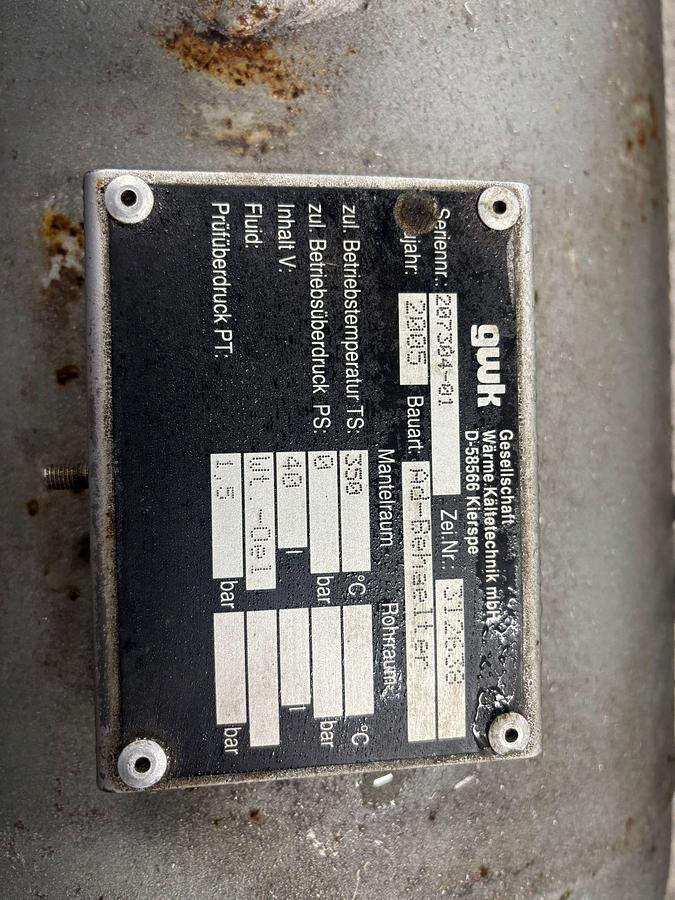 gwk Gesellschaft
Wärme.Kältetechnik mbH
D-58566 Kierspe
Seriennr.: 207304-01 Zei.Nr.:
jahr: 2005 Bauart: Ad-Behaelter
Mantelraum Rohrraum
zul. Betriebstemperatur TS: 350 °C °C
zul. Betriebsüberdruck PS: 0 bar bar
Inhalt V: 40 l l
Fluid: Wt.-Oel
Prüfüberdruck PT: 1,5 bar bar